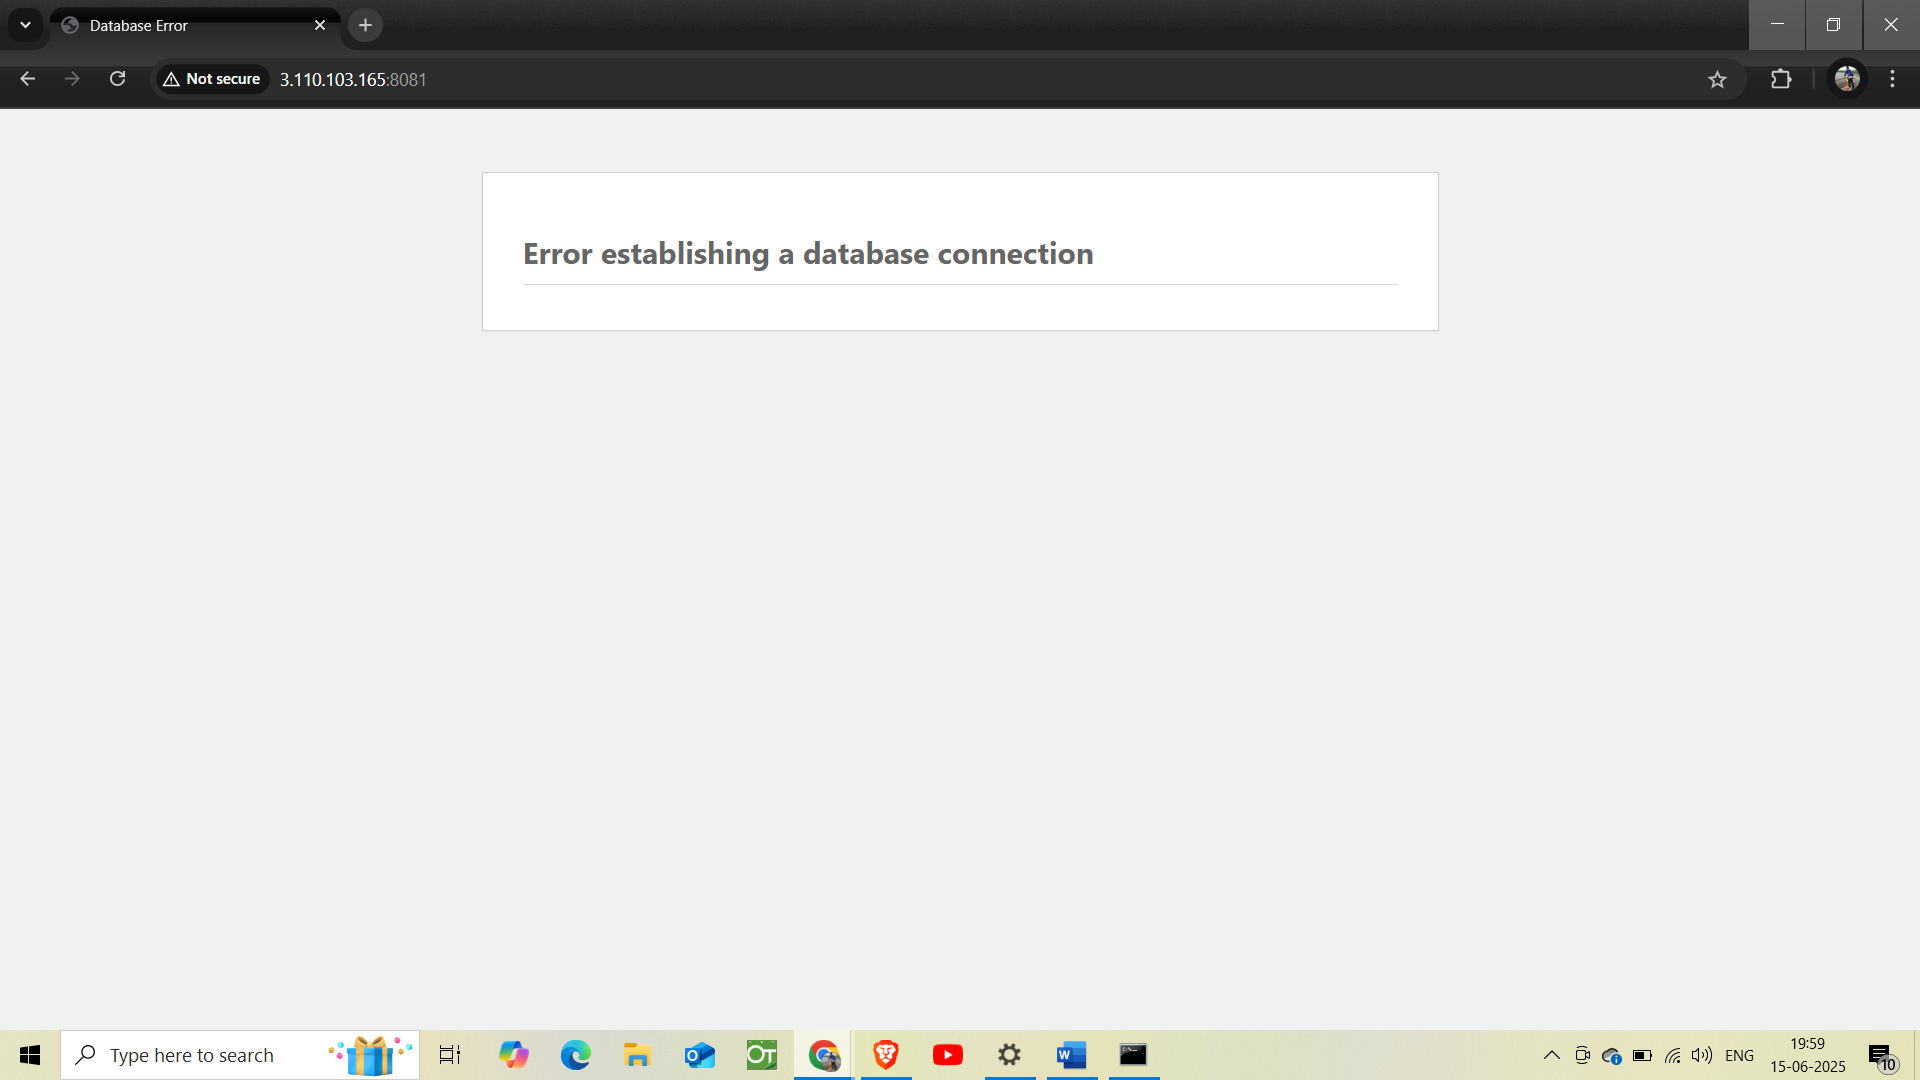 Database Error
Not secure
3.110.103.165:8081
Error establishing a database connection
Type here to search
OT
W
ENG
19:59
15-06-2025
10